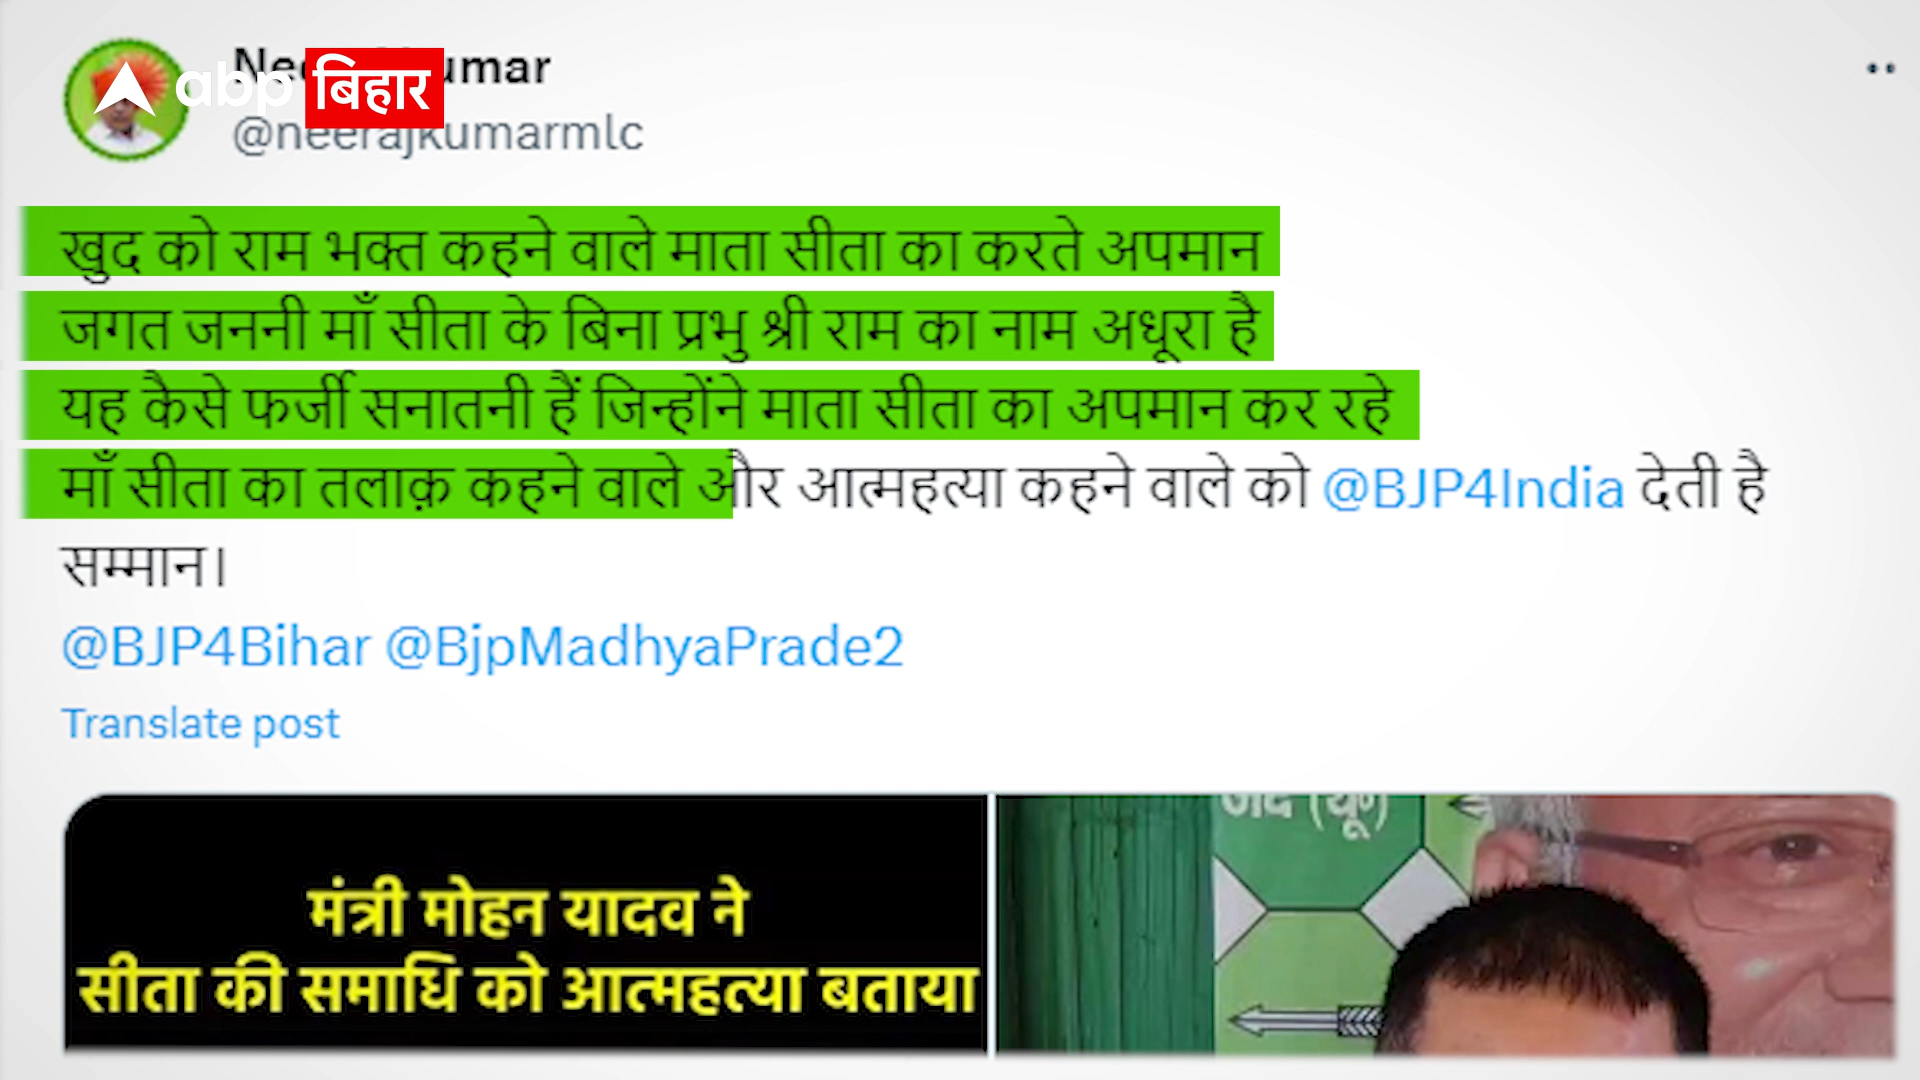 abp बिहार
@neerajkumarmlc
खुद को राम भक्त कहने वाले माता सीता का करते अपमान
जगत जननी माँ सीता के बिना प्रभु श्री राम का नाम अधूरा है
यह कैसे फर्जी सनातनी हैं जिन्होंने माता सीता का अपमान कर रहे
माँ सीता का तलाक़ कहने वाले और आत्महत्या कहने वाले को @BJP4India देती है
सम्मान।
@BJP4Bihar @BjpMadhyaPrade2
Translate post
मंत्री मोहन यादव ने
सीता की समाधि को आत्महत्या बताया
जद (यू)